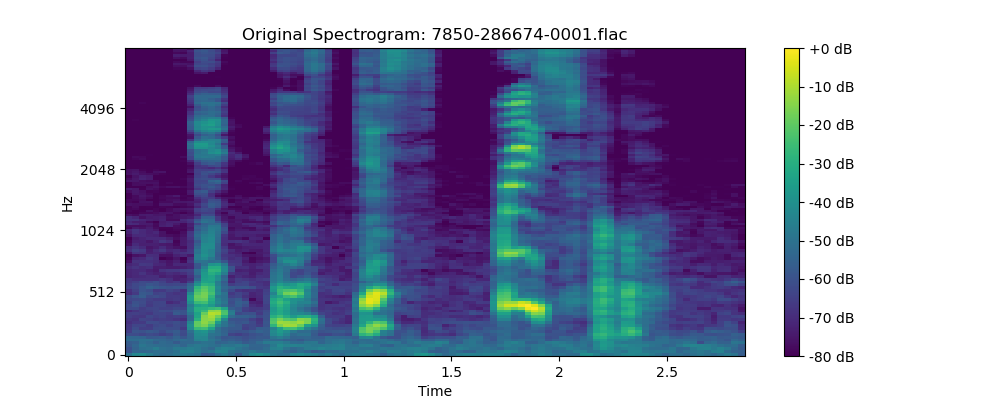 Original Spectrogram: 7850-286674-0001.flac
Hz
4096
2048
1024
512
0
0
0.5
1
1.5
2
2.5
Time
+0 dB
-10 dB
-20 dB
-30 dB
-40 dB
-50 dB
-60 dB
-70 dB
-80 dB